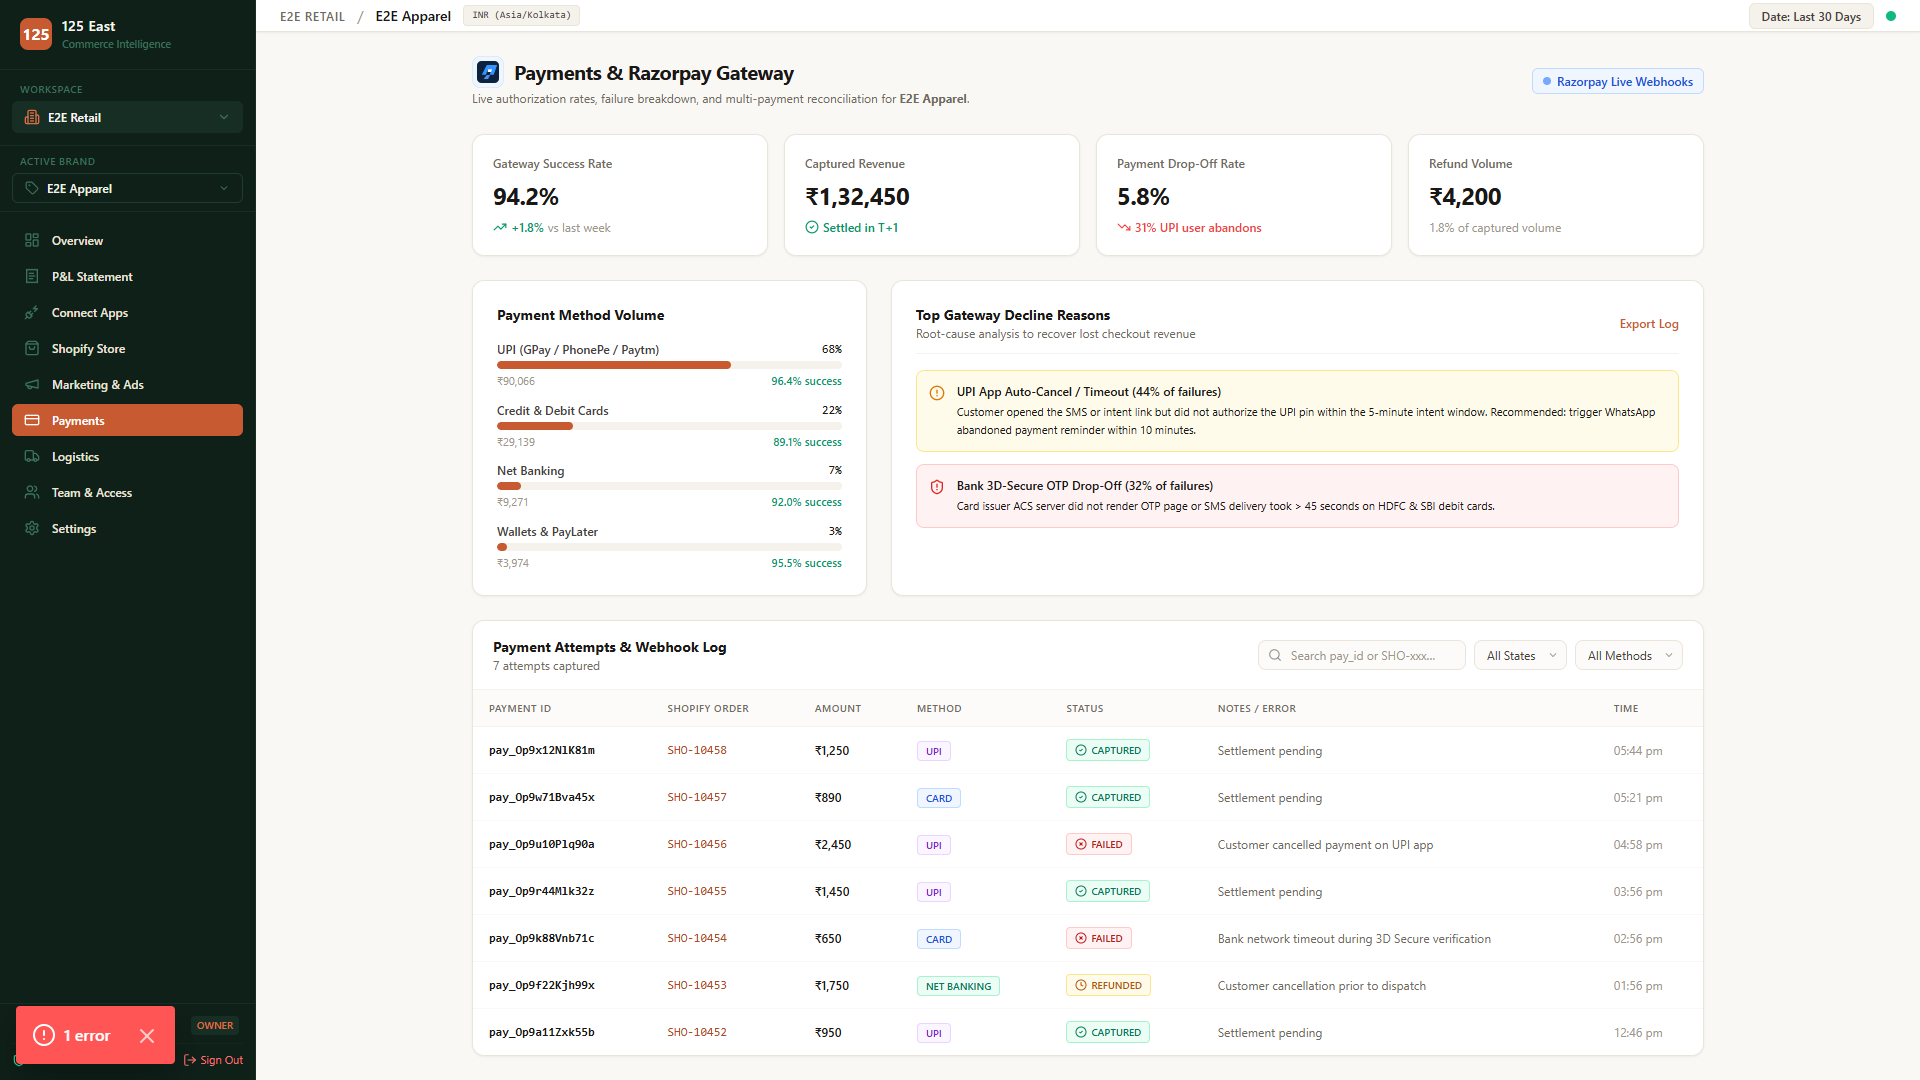 125
125 East
Commerce Intelligence
WORKSPACE
E2E Retail
ACTIVE BRAND
E2E Apparel
Overview
P&L Statement
Connect Apps
Shopify Store
Marketing & Ads
Payments
Logistics
Team & Access
Settings
1 error
OWNER
Sign Out
E2E RETAIL / E2E Apparel INR (Asia/Kolkata)
Date: Last 30 Days
Payments & Razorpay Gateway
Live authorization rates, failure breakdown, and multi-payment reconciliation for E2E Apparel.
Razorpay Live Webhooks
Gateway Success Rate
94.2%
+1.8% vs last week
Captured Revenue
₹1,32,450
Settled in T+1
Payment Drop-Off Rate
5.8%
31% UPI user abandons
Refund Volume
₹4,200
1.8% of captured volume
Payment Method Volume
UPI (GPay / PhonePe / Paytm) 68%
₹90,066 96.4% success
Credit & Debit Cards 22%
₹29,139 89.1% success
Net Banking 7%
₹9,271 92.0% success
Wallets & PayLater 3%
₹3,974 95.5% success
Top Gateway Decline Reasons
Root-cause analysis to recover lost checkout revenue
Export Log
UPI App Auto-Cancel / Timeout (44% of failures)
Customer opened the SMS or intent link but did not authorize the UPI pin within the 5-minute intent window. Recommended: trigger WhatsApp
abandoned payment reminder within 10 minutes.
Bank 3D-Secure OTP Drop-Off (32% of failures)
Card issuer ACS server did not render OTP page or SMS delivery took > 45 seconds on HDFC & SBI debit cards.
Payment Attempts & Webhook Log
7 attempts captured
Search pay_id or SHO-xxx...
All States
All Methods
PAYMENT ID SHOPIFY ORDER AMOUNT METHOD STATUS NOTES / ERROR TIME
pay_Op9x12NlK81m SHO-10458 ₹1,250 UPI CAPTURED Settlement pending 05:44 pm
pay_Op9w71Bva45x SHO-10457 ₹890 CARD CAPTURED Settlement pending 05:21 pm
pay_Op9u10Plq90a SHO-10456 ₹2,450 UPI FAILED Customer cancelled payment on UPI app 04:58 pm
pay_Op9r44Mlk32z SHO-10455 ₹1,450 UPI CAPTURED Settlement pending 03:56 pm
pay_Op9k88Vnb71c SHO-10454 ₹650 CARD FAILED Bank network timeout during 3D Secure verification 02:56 pm
pay_Op9f22Kjh99x SHO-10453 ₹1,750 NET BANKING REFUNDED Customer cancellation prior to dispatch 01:56 pm
pay_Op9a11Zxk55b SHO-10452 ₹950 UPI CAPTURED Settlement pending 12:46 pm